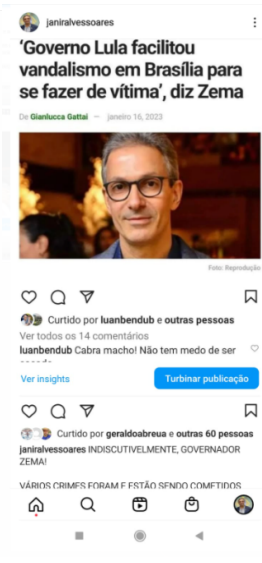 janiralvessoares
‘Governo Lula facilitou
vandalismo em Brasília para
se fazer de vítima’, diz Zema
De Gianlucca Gattai — janeiro 16, 2023
Foto: Reprodução
Curtido por luanbendub e outras pessoas
Ver todos os 14 comentários
luanbendub Cabra macho! Não tem medo de ser
Ver insights
Turbinar publicação
Curtido por geraldoabreua e outras 60 pessoas
janiralvessoares INDISCUTIVELMENTE, GOVERNADOR
ZEMA!
VÁRIOS CRIMES FORAM E ESTÃO SENDO COMETIDOS